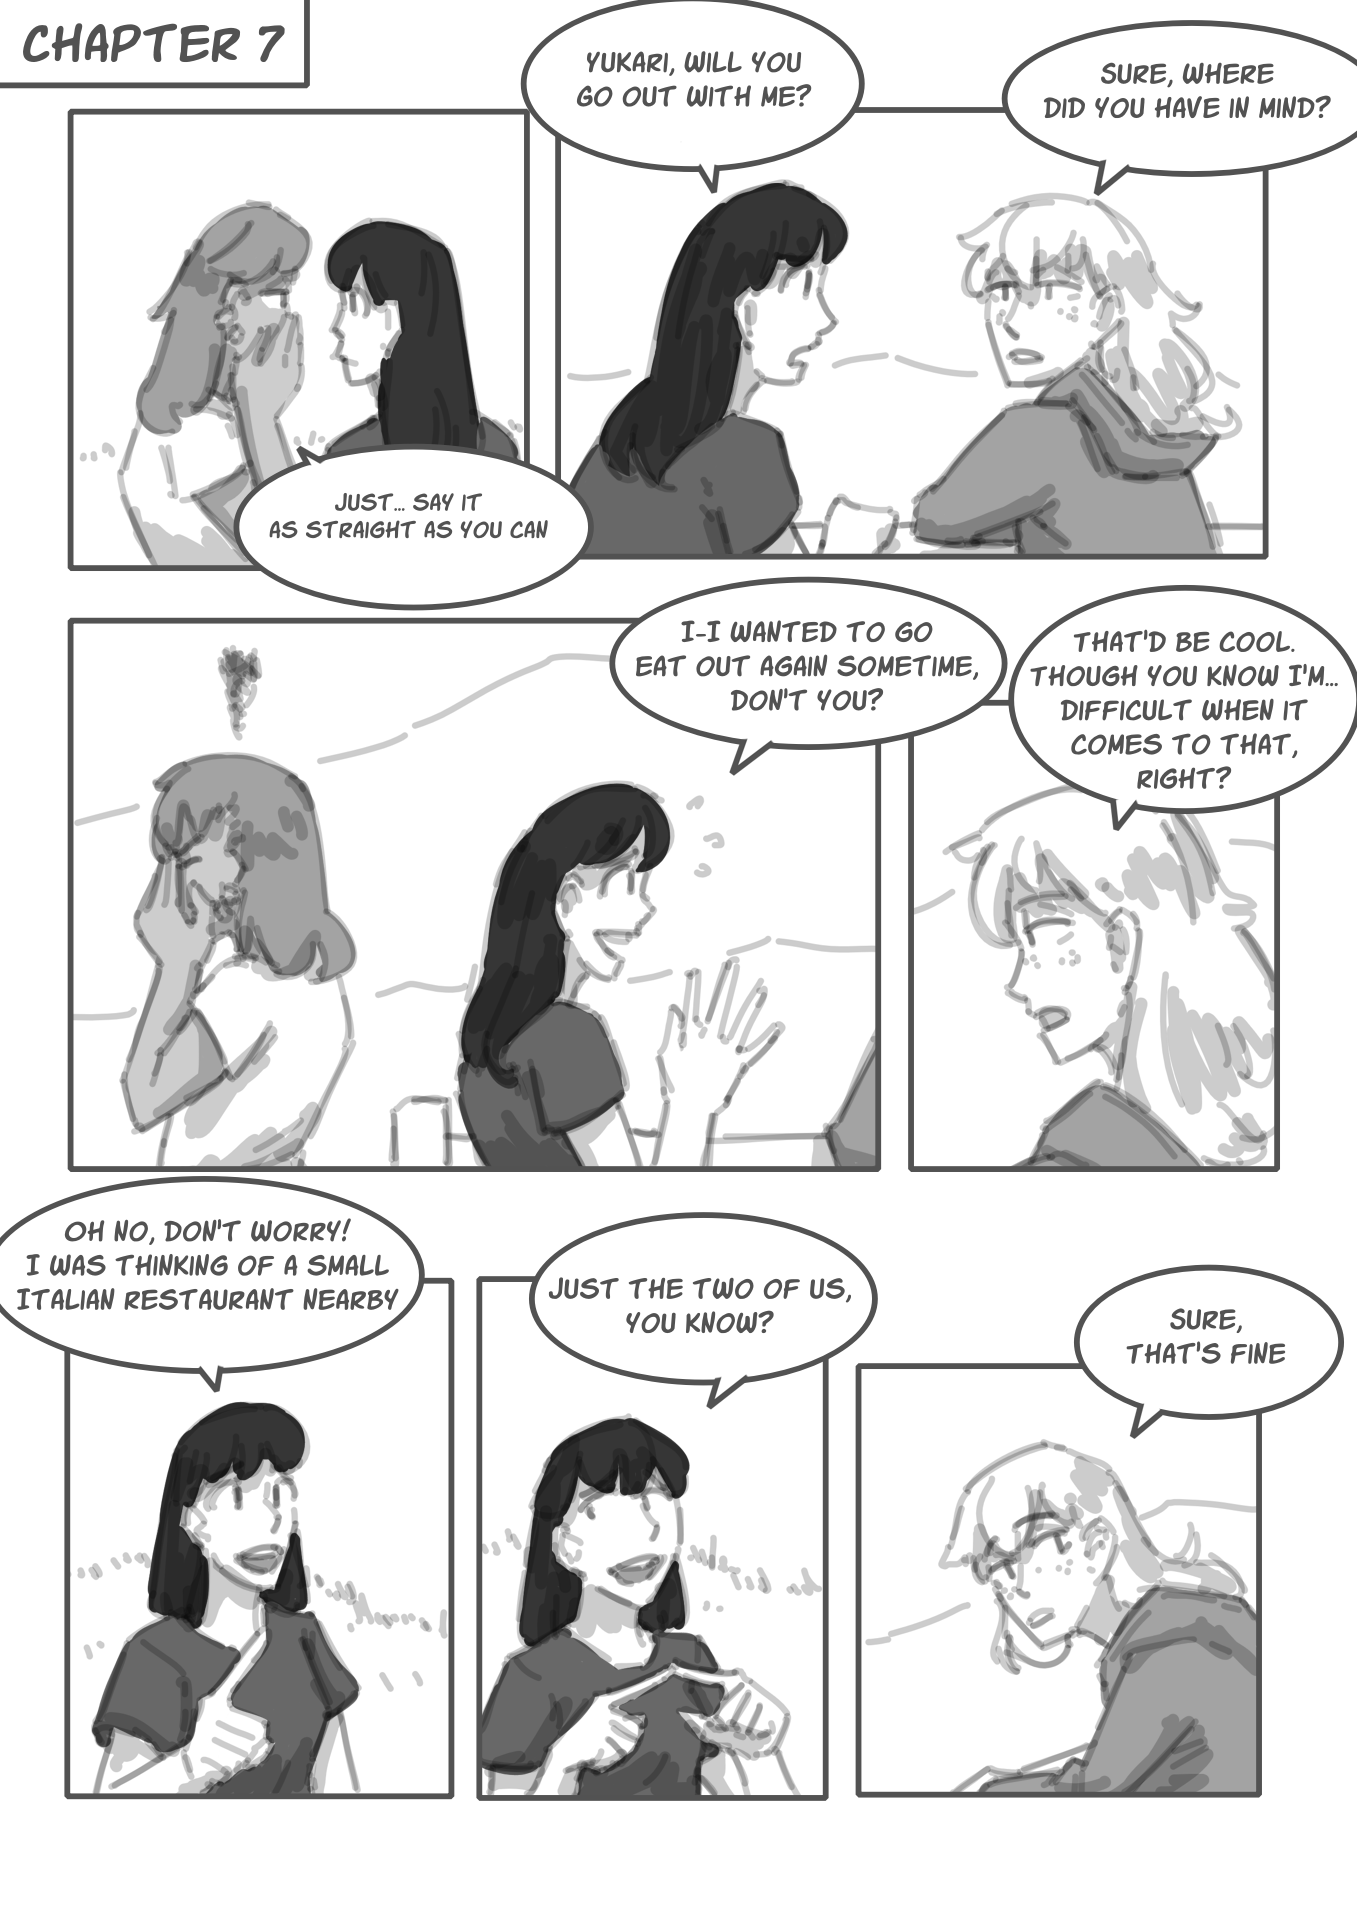 CHAPTER 7
JUST... SAY IT
AS STRAIGHT AS YOU CAN
YUKARI, WILL YOU
GO OUT WITH ME?
SURE, WHERE
DID YOU HAVE IN MIND?
I-I WANTED TO GO
EAT OUT AGAIN SOMETIME,
DON'T YOU?
THAT'D BE COOL.
THOUGH YOU KNOW I'M...
DIFFICULT WHEN IT
COMES TO THAT,
RIGHT?
OH NO, DON'T WORRY!
I WAS THINKING OF A SMALL
ITALIAN RESTAURANT NEARBY
JUST THE TWO OF US,
YOU KNOW?
SURE,
THAT'S FINE